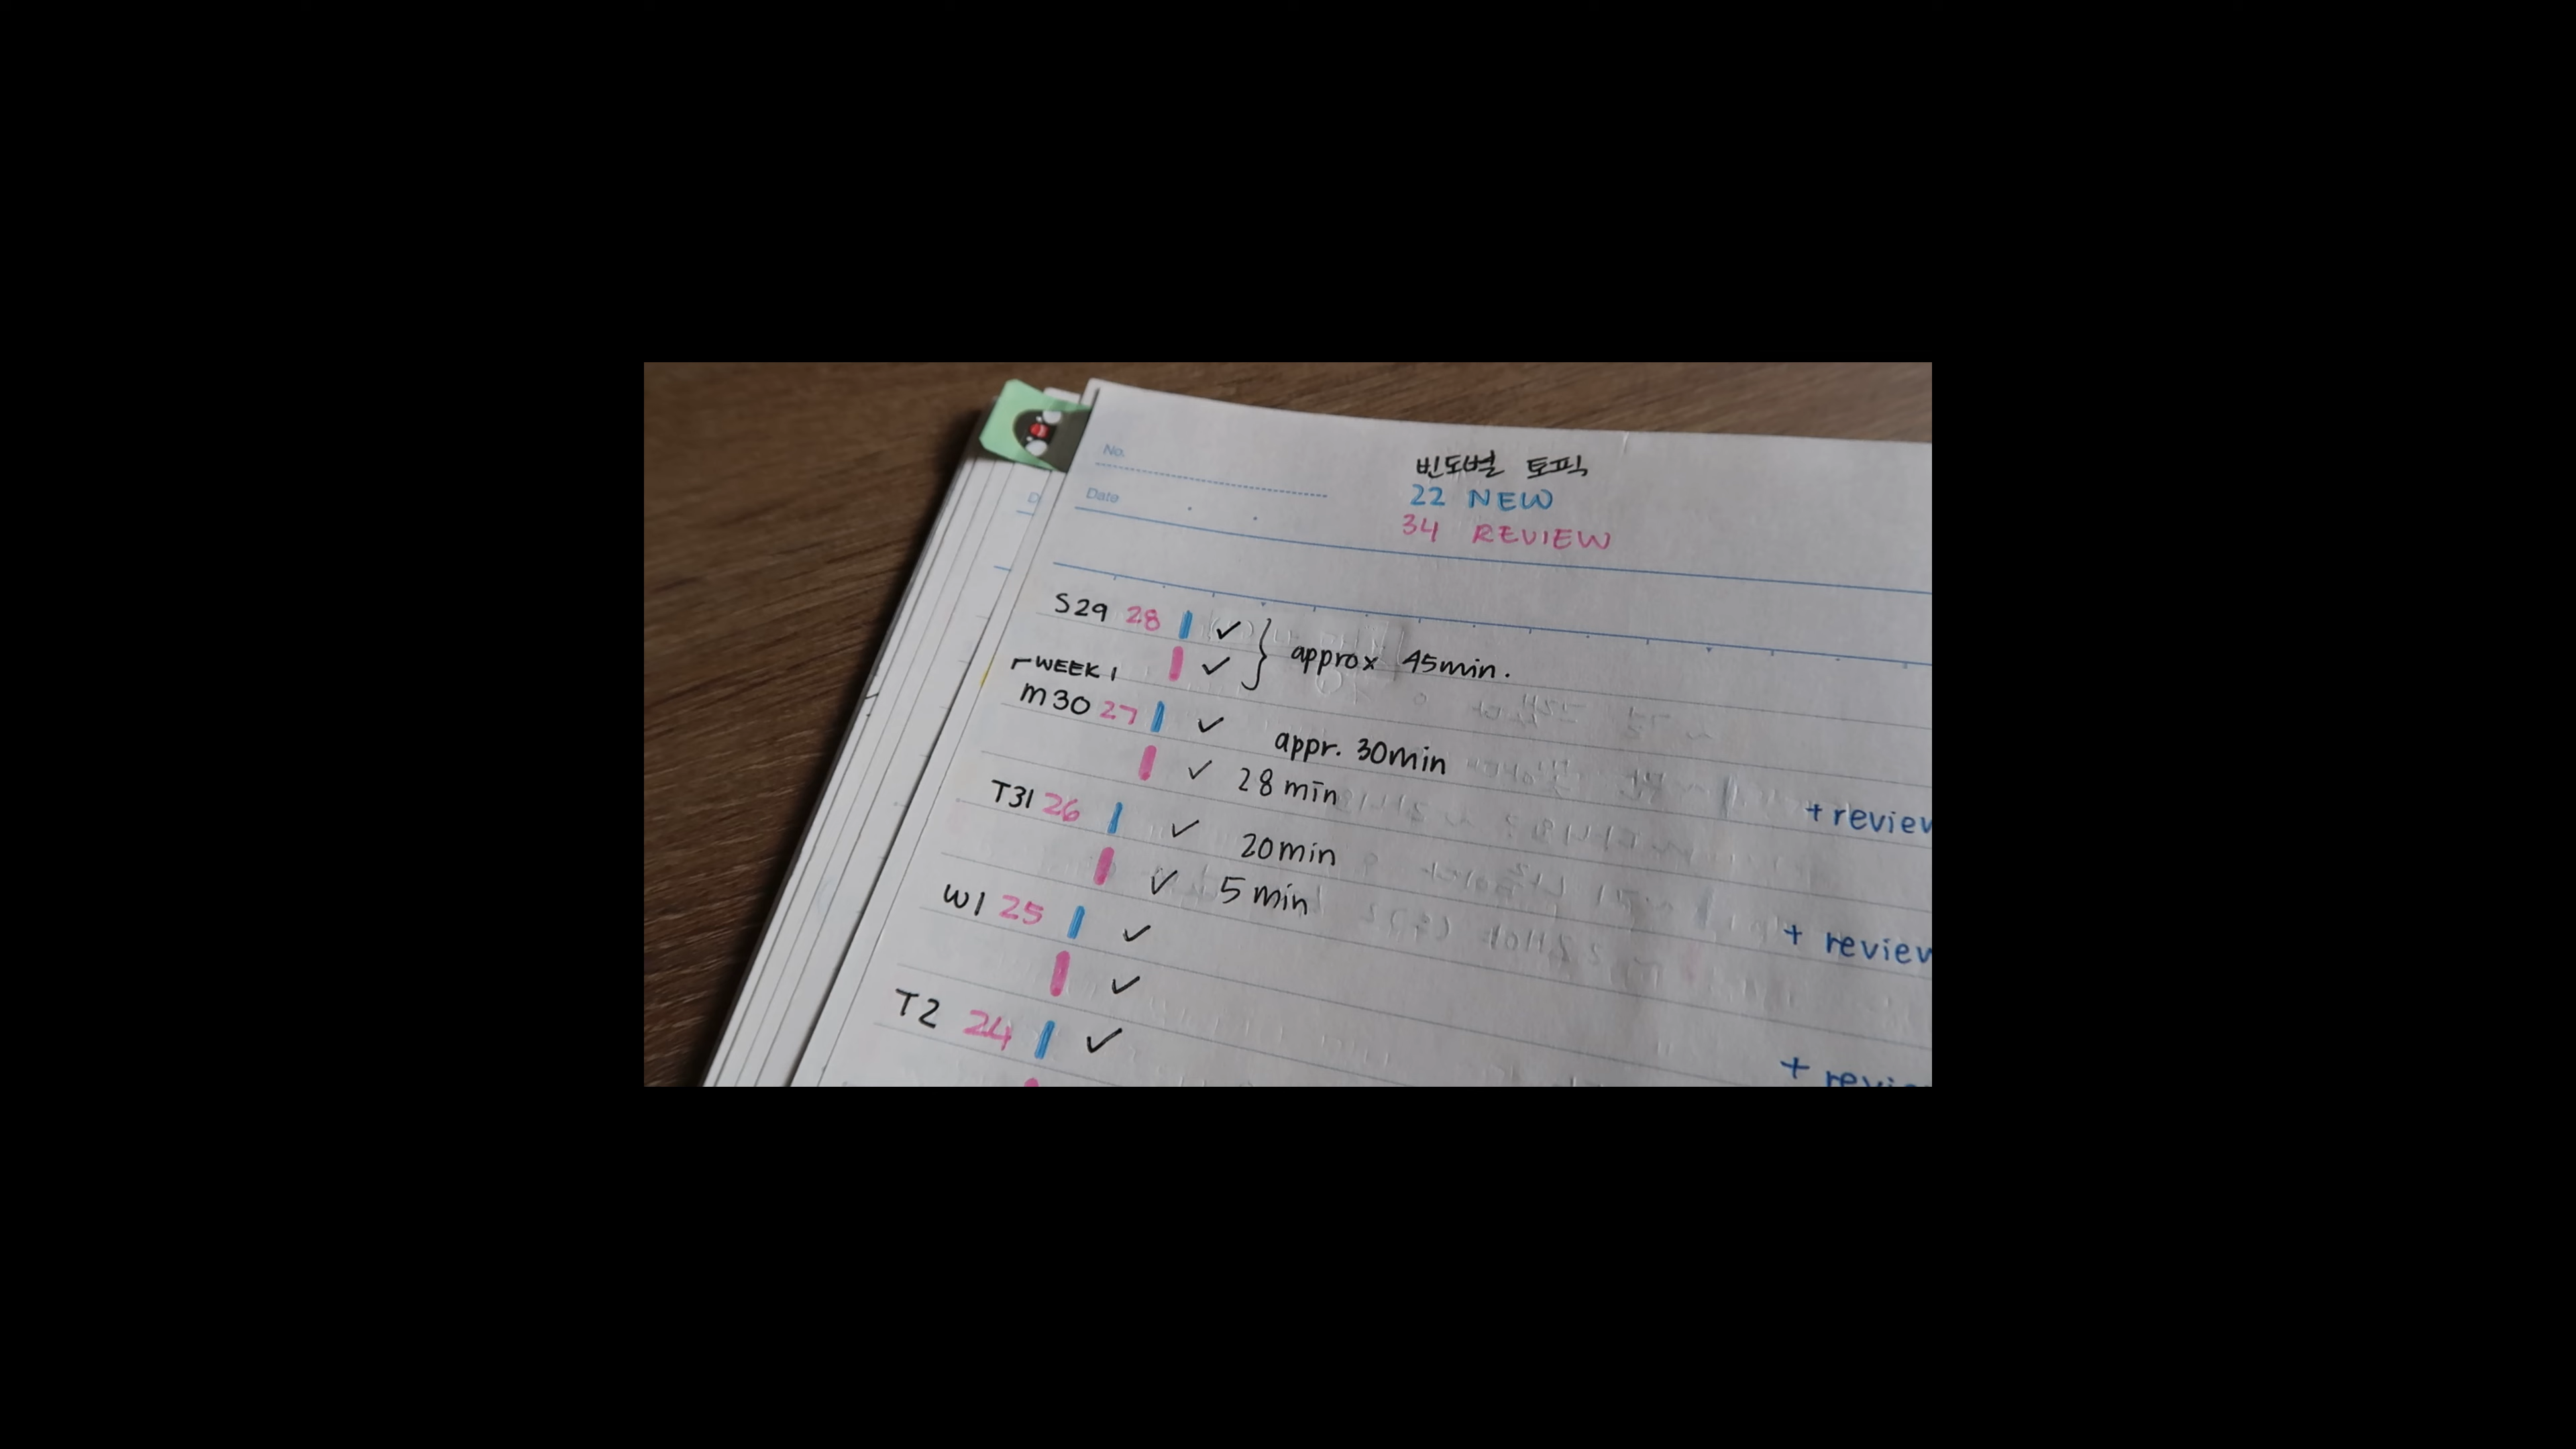 No.
Date
빈도별 토픽
22 NEW
34 REVIEW
S29 28 ✓
✓ } approx 45min.
WEEK 1
M30 27 ✓ appr. 30min
✓ 28 min
+ review
T31 26 ✓ 20min
✓ 5 min
+ review
W1 25 ✓
✓
+ revie
T2 24 ✓